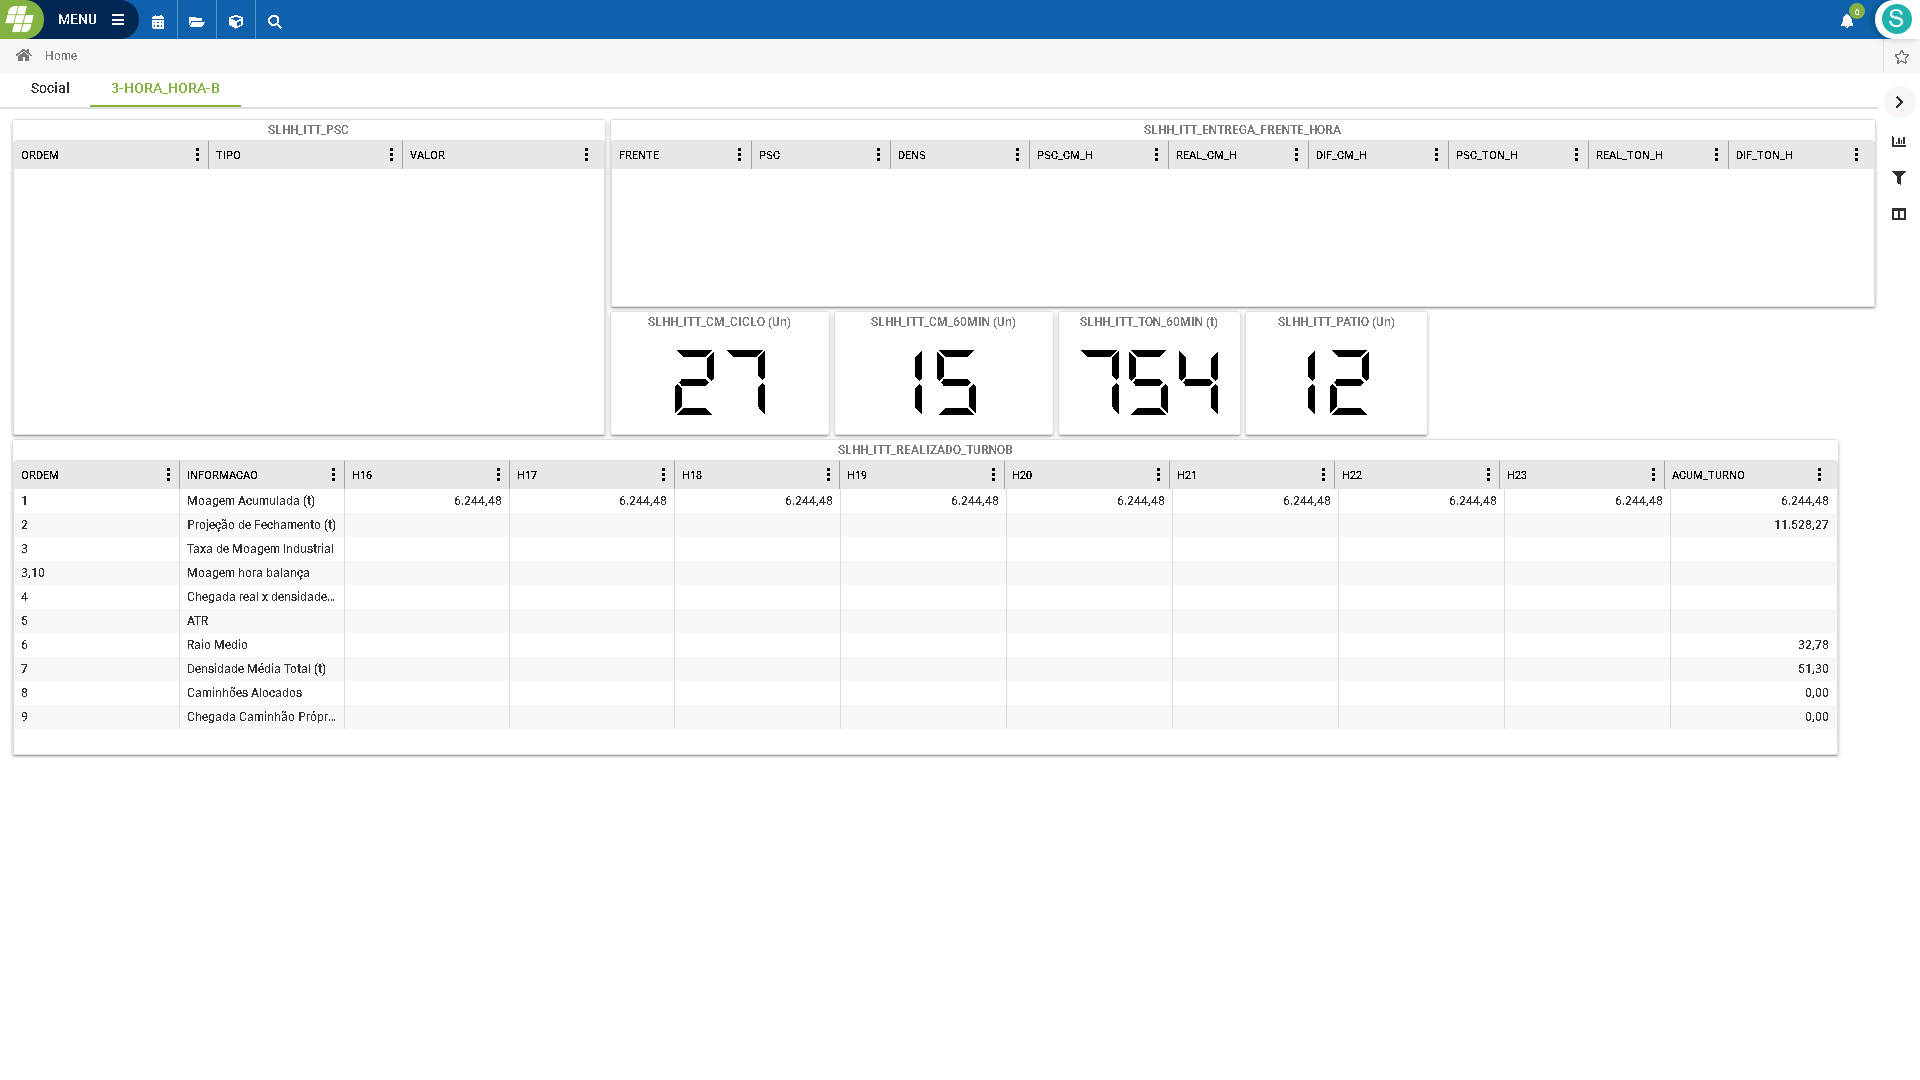 MENU
0
S
Home
Social 3-HORA_HORA-B
SLHH_ITT_PSC
ORDEM TIPO VALOR
SLHH_ITT_ENTREGA_FRENTE_HORA
FRENTE PSC DENS PSC_CM_H REAL_CM_H DIF_CM_H PSC_TON_H REAL_TON_H DIF_TON_H
SLHH_ITT_CM_CICLO (Un)
27
SLHH_ITT_CM_60MIN (Un)
15
SLHH_ITT_TON_60MIN (t)
754
SLHH_ITT_PATIO (Un)
12
SLHH_ITT_REALIZADO_TURNOB
ORDEM INFORMACAO H16 H17 H18 H19 H20 H21 H22 H23 ACUM_TURNO
1 Moagem Acumulada (t) 6.244,48 6.244,48 6.244,48 6.244,48 6.244,48 6.244,48 6.244,48 6.244,48 6.244,48
2 Projeção de Fechamento (t) 11.528,27
3 Taxa de Moagem Industrial
3,10 Moagem hora balança
4 Chegada real x densidade...
5 ATR
6 Raio Medio 32,78
7 Densidade Média Total (t) 51,30
8 Caminhões Alocados 0,00
9 Chegada Caminhão Própr... 0,00